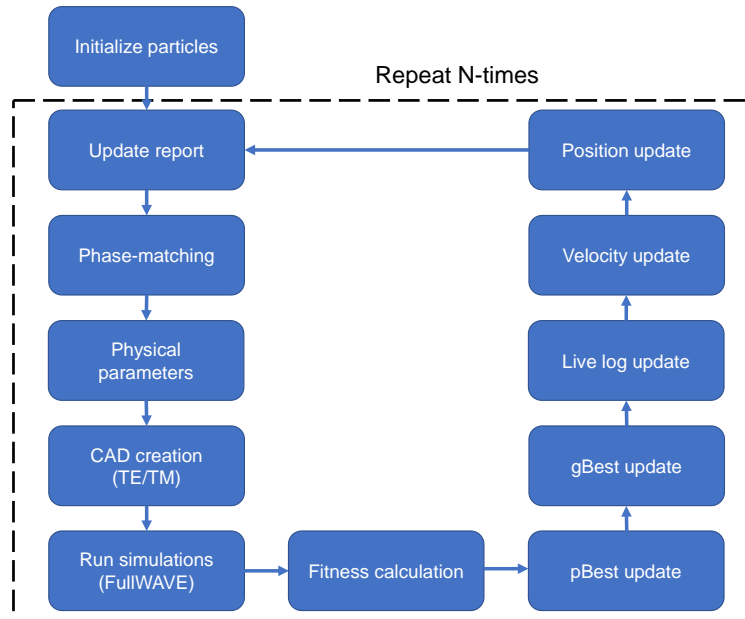 Initialize particles
Repeat N-times
Update report
Position update
Phase-matching
Velocity update
Physical
parameters
Live log update
CAD creation
(TE/TM)
gBest update
Run simulations
(FullWAVE)
Fitness calculation
pBest update